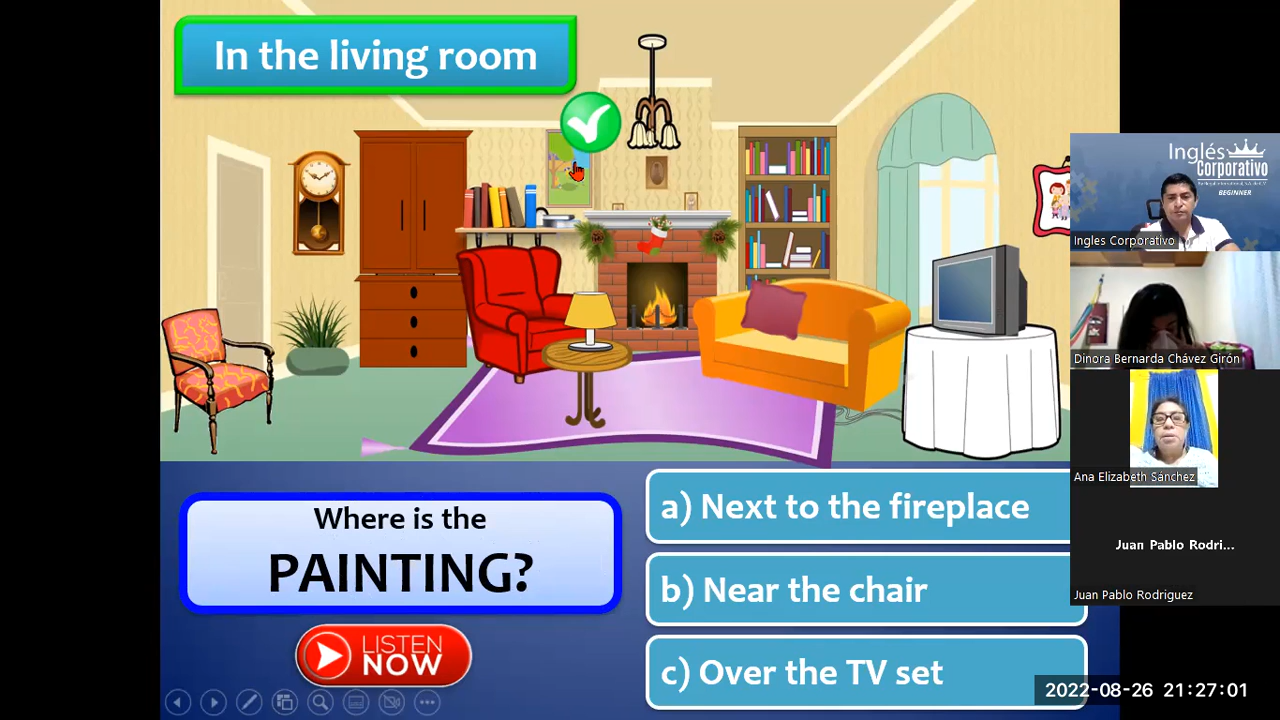 In the living room
Where is the
PAINTING?
LISTEN
NOW
a) Next to the fireplace
b) Near the chair
c) Over the TV set
Inglés
Corporativo
BEGINNER
Ingles Corporativo
Dinora Bernarda Chávez Girón
Ana Elizabeth Sánchez
Juan Pablo Rodri...
Juan Pablo Rodriguez
2022-08-26 21:27:01